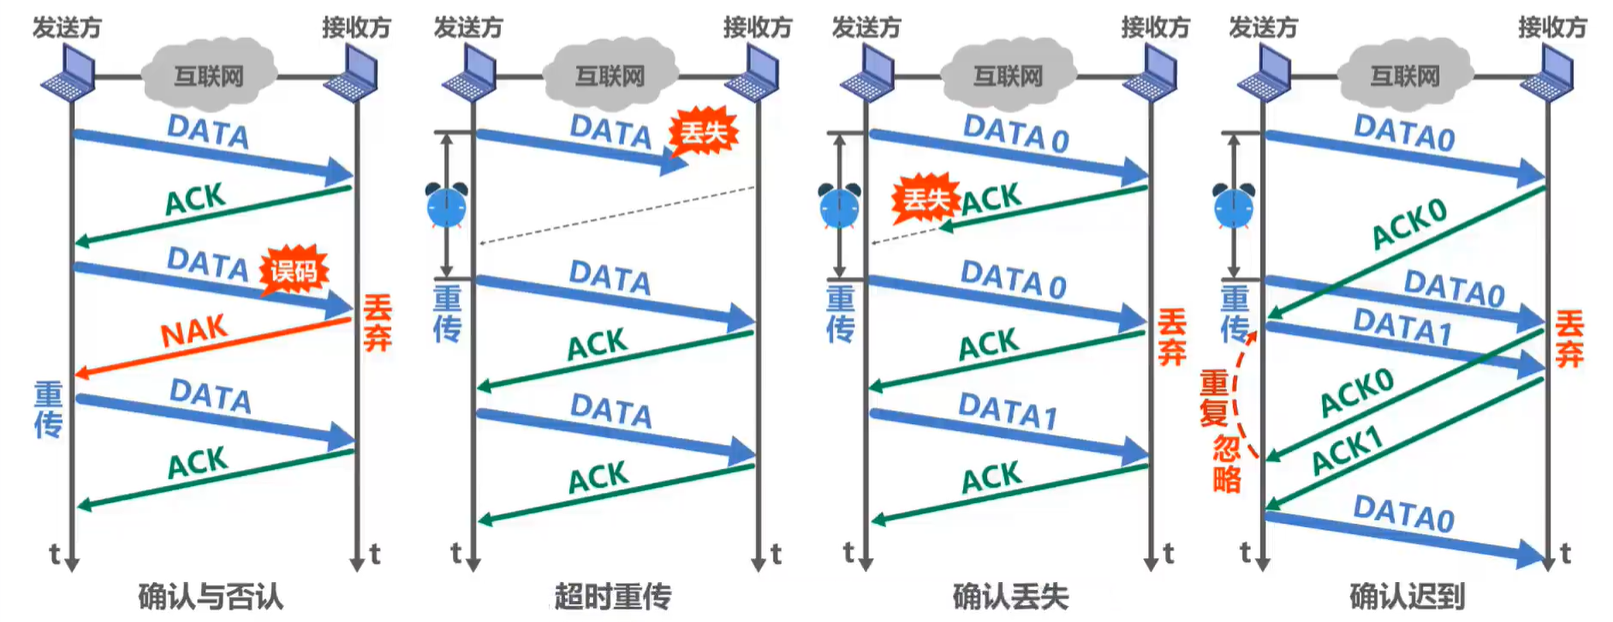 发送方
接收方
互联网
DATA
ACK
DATA
误码
NAK
丢弃
重传
DATA
ACK
t
t
确认与否认
发送方
接收方
互联网
DATA
丢失
重传
DATA
ACK
DATA
ACK
t
t
超时重传
发送方
接收方
互联网
DATA 0
丢失
ACK
重传
DATA 0
丢弃
ACK
DATA1
ACK
t
t
确认丢失
发送方
接收方
互联网
DATA0
ACK0
重传
DATA0
DATA1
丢弃
重复
忽略
ACK0
ACK1
DATA0
t
t
确认迟到